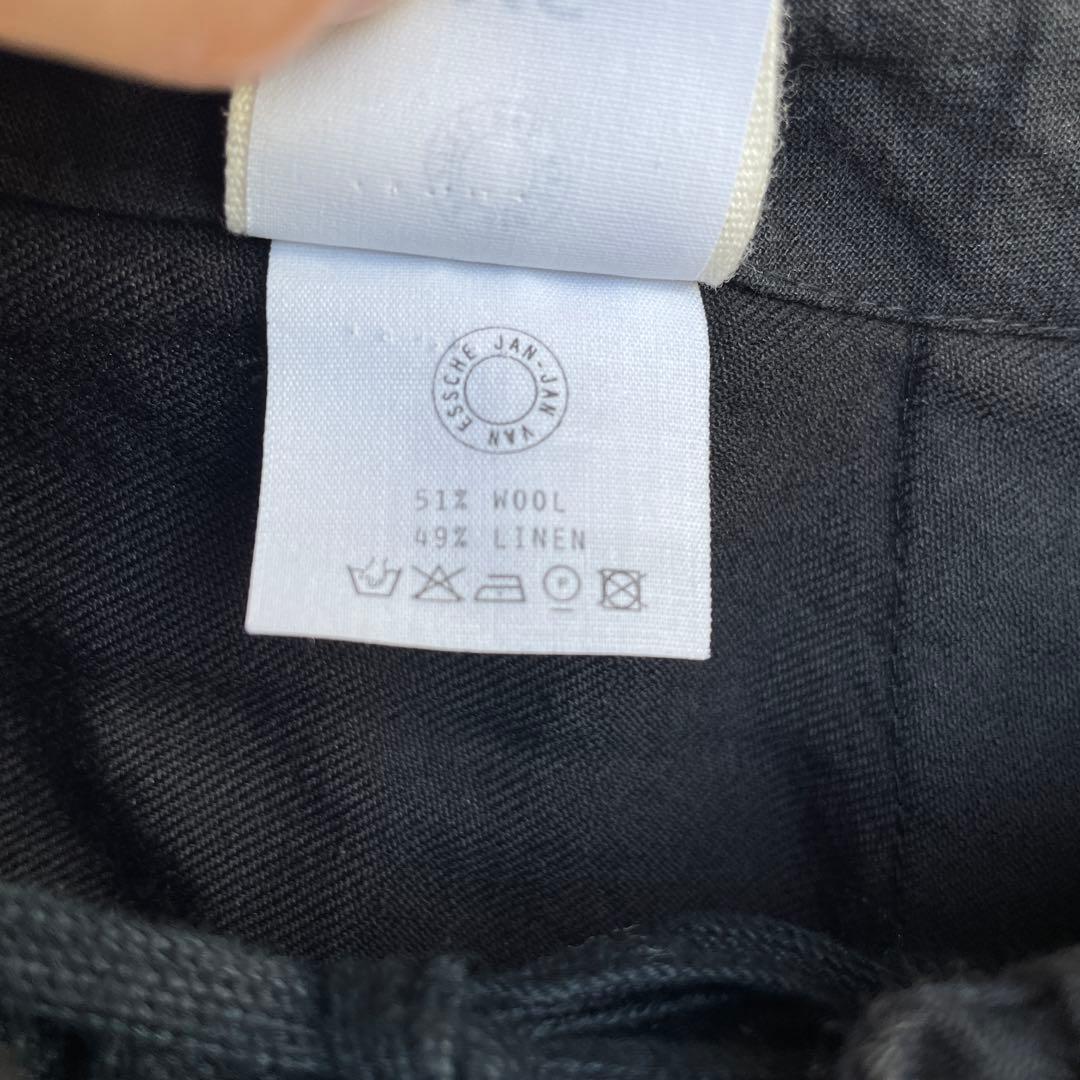 JAN-JAN VAN ESSCHE
51% WOOL
49% LINEN
P